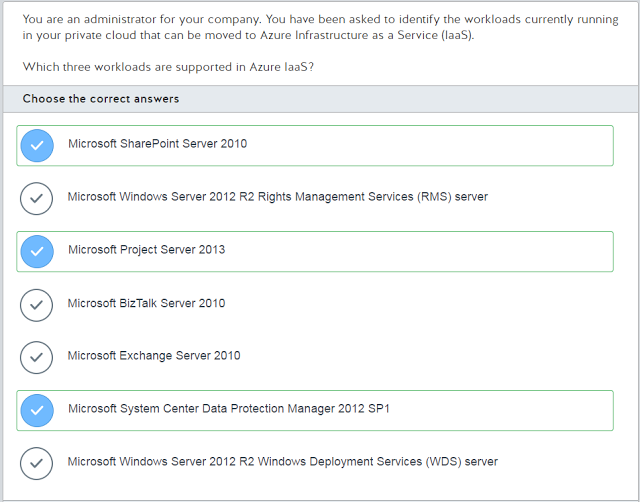 You are an administrator for your company. You have been asked to identify the workloads currently running
in your private cloud that can be moved to Azure Infrastructure as a Service (IaaS).
Which three workloads are supported in Azure IaaS?
Choose the correct answers
Microsoft SharePoint Server 2010
Microsoft Windows Server 2012 R2 Rights Management Services (RMS) server
Microsoft Project Server 2013
Microsoft BizTalk Server 2010
Microsoft Exchange Server 2010
Microsoft System Center Data Protection Manager 2012 SP1
Microsoft Windows Server 2012 R2 Windows Deployment Services (WDS) server